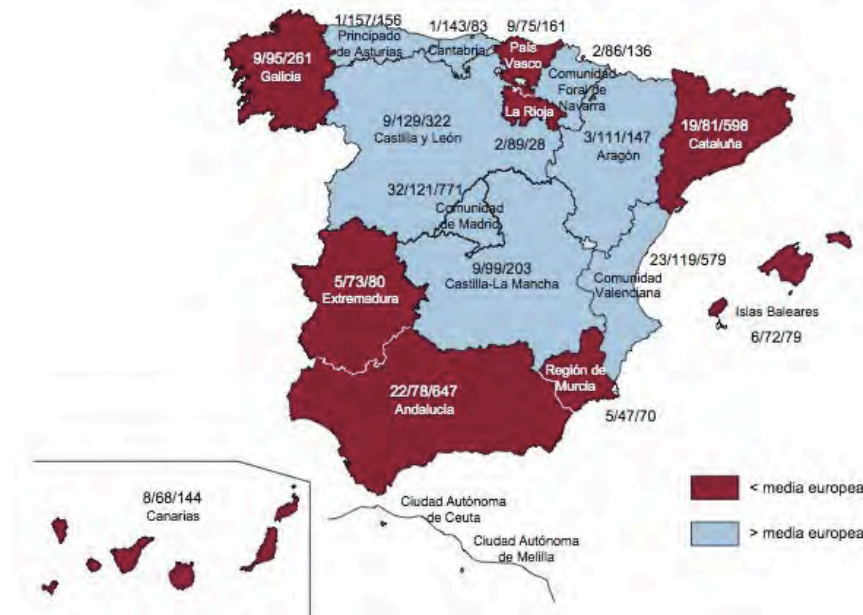 1/157/156
Principado
de Asturias
1/143/83
Cantabria
9/75/161
País
Vasco
2/86/136
Comunidad
Foral de
Navarra
9/95/261
Galicia
La Rioja
2/89/28
9/129/322
Castilla y León
3/111/147
Aragón
19/81/598
Cataluña
32/121/771
Comunidad
de Madrid
9/99/203
Castilla-La Mancha
23/119/579
Comunidad
Valenciana
5/73/80
Extremadura
Islas Baleares
6/72/79
Región de
Murcia
5/47/70
22/78/647
Andalucía
8/68/144
Canarias
Ciudad Autónoma
de Ceuta
Ciudad Autónoma
de Melilla
< media europea
> media europea